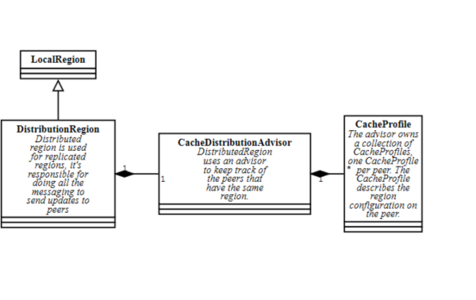 LocalRegion
DistributionRegion
Distributed
region is used
for replicated
regions, it's
responsible for
doing all the
messaging to
send updates to
peers
1
1
CacheDistributionAdvisor
DistributedRegion
uses an advisor
to keep track of
the peers that
have the same
region.
1
*
CacheProfile
The advisor owns
a collection of
CacheProfiles,
one CacheProfile
per peer. The
CacheProfile
describes the
region
configuration on
the peer.